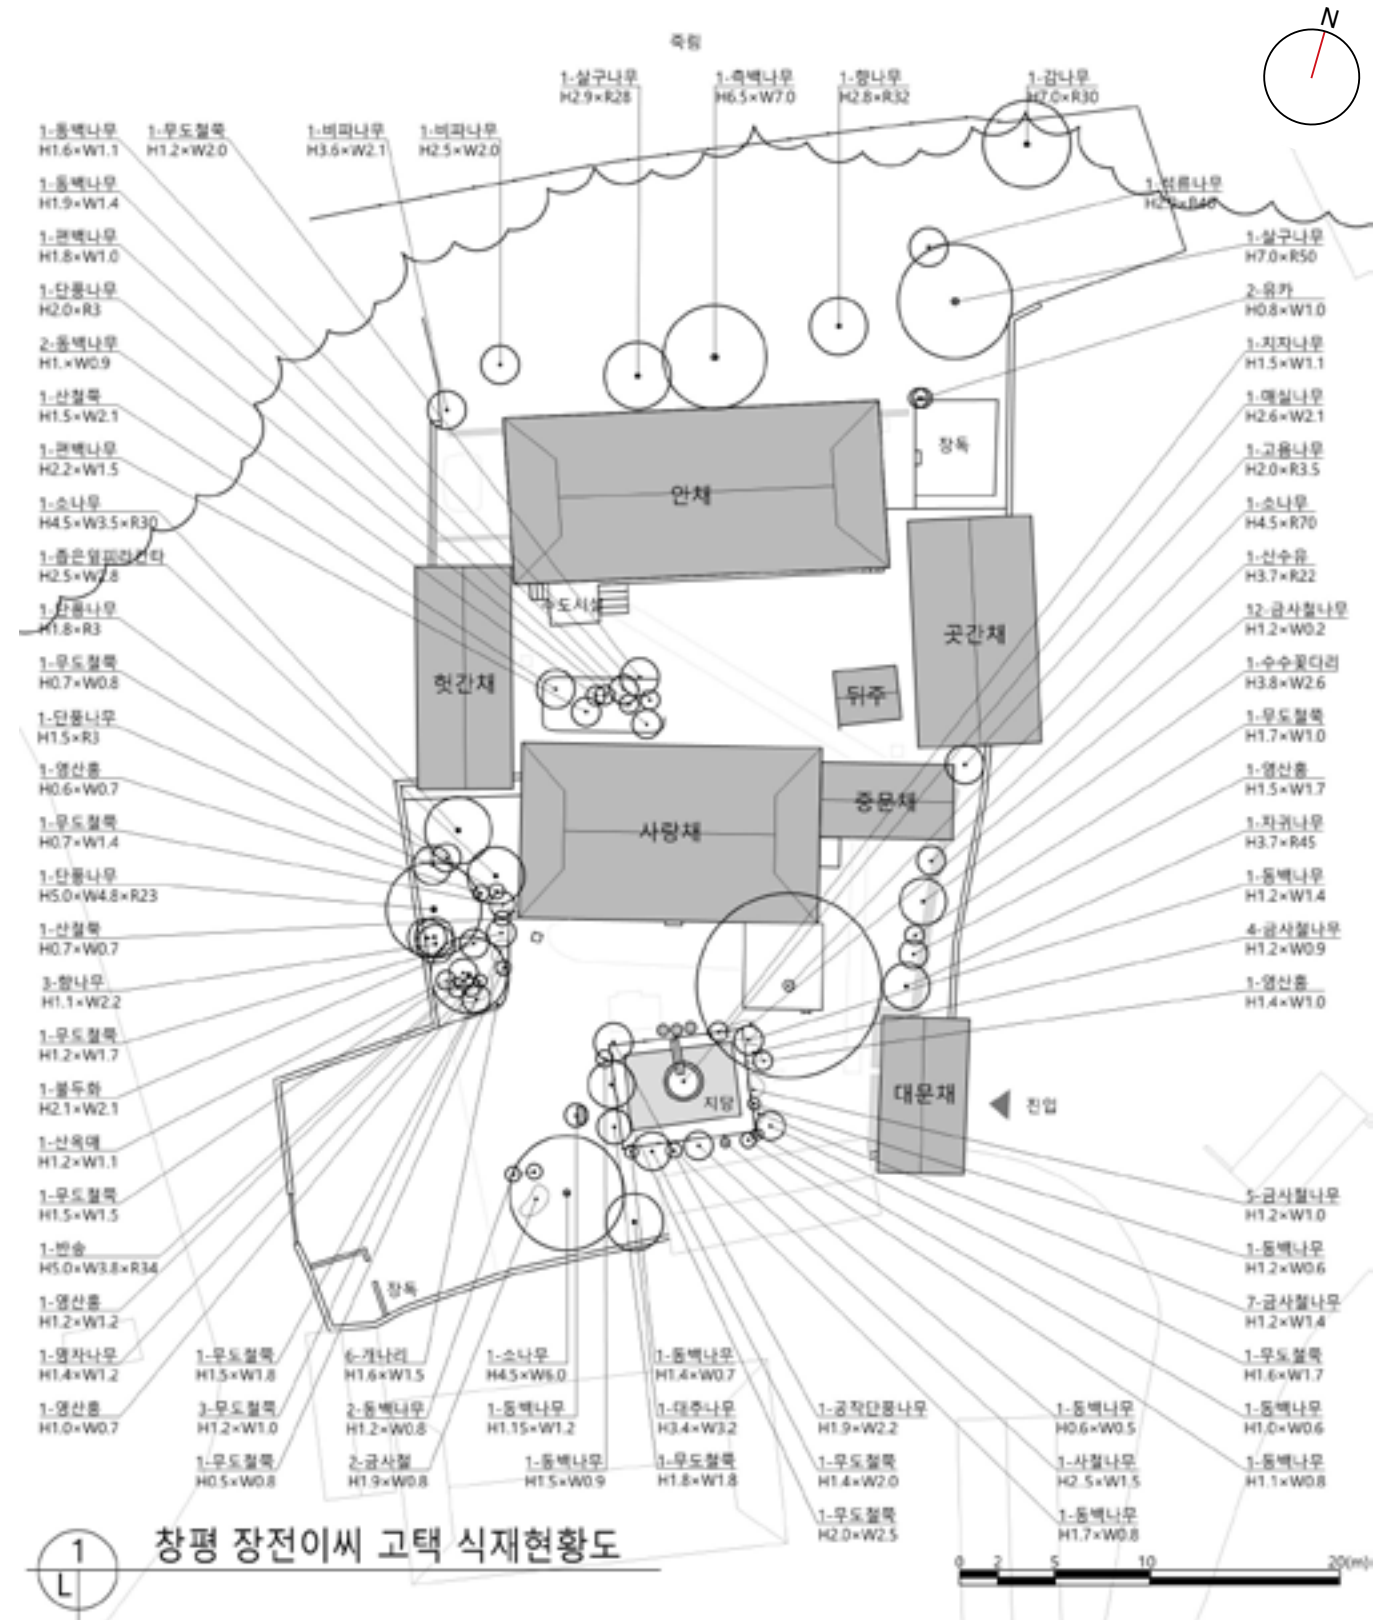 N
죽림
1-살구나무
H2.9×R28
1-측백나무
H6.5×W7.0
1-향나무
H2.8×R32
1-감나무
H7.0×R30
1-동백나무
H1.6×W1.1
1-무도철쭉
H1.2×W2.0
1-비파나무
H3.6×W2.1
1-비파나무
H2.5×W2.0
1-동백나무
H1.9×W1.4
1-편백나무
H1.8×W1.0
1-단풍나무
H2.0×R3
2-동백나무
H1.×W0.9
1-산철쭉
H1.5×W2.1
1-편백나무
H2.2×W1.5
1-소나무
H4.5×W3.5×R30
1-좁은잎피라칸타
H2.5×W2.8
1-단풍나무
H1.8×R3
1-무도철쭉
H0.7×W0.8
1-단풍나무
H1.5×R3
1-영산홍
H0.6×W0.7
1-무도철쭉
H0.7×W1.4
1-단풍나무
H5.0×W4.8×R23
1-산철쭉
H0.7×W0.7
3-향나무
H1.1×W2.2
1-무도철쭉
H1.2×W1.7
1-불두화
H2.1×W2.1
1-산옥매
H1.2×W1.1
1-무도철쭉
H1.5×W1.5
1-반송
H5.0×W3.8×R34
1-영산홍
H1.2×W1.2
1-명자나무
H1.4×W1.2
1-영산홍
H1.0×W0.7
1-석류나무
1-살구나무
H7.0×R50
2-유카
H0.8×W1.0
1-치자나무
H1.5×W1.1
1-매실나무
H2.6×W2.1
1-고욤나무
H2.0×R3.5
1-소나무
H4.5×R70
1-산수유
H3.7×R22
12-금사철나무
H1.2×W0.2
1-수수꽃다리
H3.8×W2.6
1-무도철쭉
H1.7×W1.0
1-영산홍
H1.5×W1.7
1-자귀나무
H3.7×R45
1-동백나무
H1.2×W1.4
4-금사철나무
H1.2×W0.9
1-영산홍
H1.4×W1.0
5-금사철나무
H1.2×W1.0
1-동백나무
H1.2×W0.6
7-금사철나무
H1.2×W1.4
1-무도철쭉
H1.6×W1.7
1-동백나무
H1.0×W0.6
1-동백나무
H1.1×W0.8
안채
장독
수도시설
헛간채
곳간채
뒤주
사랑채
중문채
대문채
진입
지당
장독
1-무도철쭉
H1.5×W1.8
3-무도철쭉
H1.2×W1.0
1-무도철쭉
H0.5×W0.8
6-개나리
H1.6×W1.5
2-동백나무
H1.2×W0.8
2-금사철
H1.9×W0.8
1-소나무
H4.5×W6.0
1-동백나무
H1.15×W1.2
1-동백나무
H1.5×W0.9
1-동백나무
H1.4×W0.7
1-대추나무
H3.4×W3.2
1-무도철쭉
H1.8×W1.8
1-공작단풍나무
H1.9×W2.2
1-무도철쭉
H1.4×W2.0
1-무도철쭉
H2.0×W2.5
1-동백나무
H0.6×W0.5
1-사철나무
H2.5×W1.5
1-동백나무
H1.7×W0.8
1
L
창평 장전이씨 고택 식재현황도
0 2 5 10 20(m)